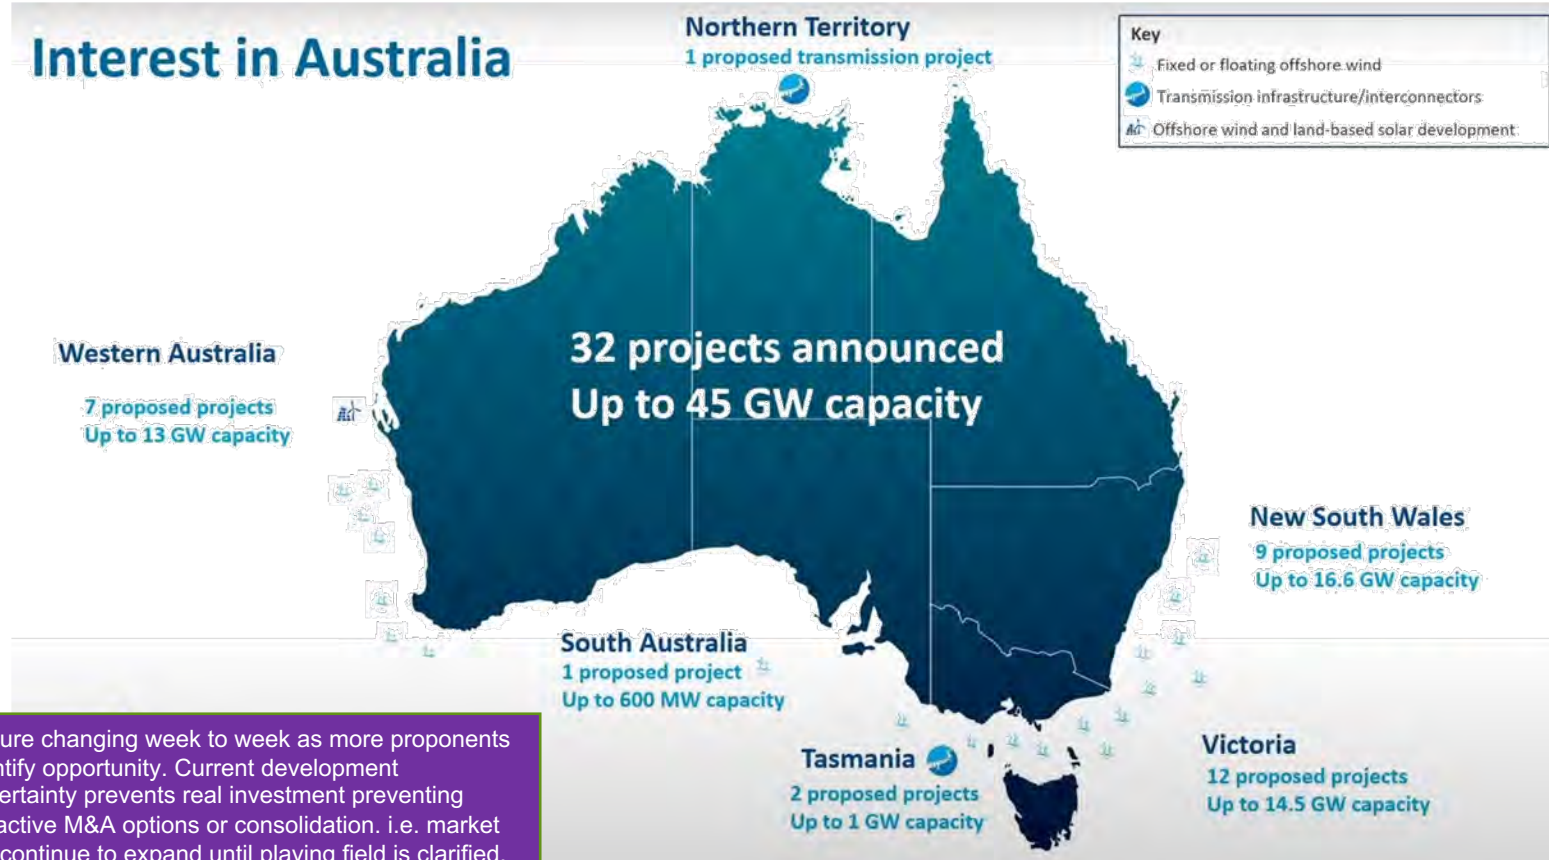 Interest in Australia
Northern Territory
1 proposed transmission project
Key
Fixed or floating offshore wind
Transmission infrastructure/interconnectors
Offshore wind and land-based solar development
Western Australia
7 proposed projects
Up to 13 GW capacity
32 projects announced
Up to 45 GW capacity
New South Wales
9 proposed projects
Up to 16.6 GW capacity
South Australia
1 proposed project
Up to 600 MW capacity
Tasmania
2 proposed projects
Up to 1 GW capacity
Victoria
12 proposed projects
Up to 14.5 GW capacity
changing week to week as more proponents
opportunity. Current development
prevents real investment preventing
M&A options or consolidation. i.e. market
continue to expand until playing field is clarified.